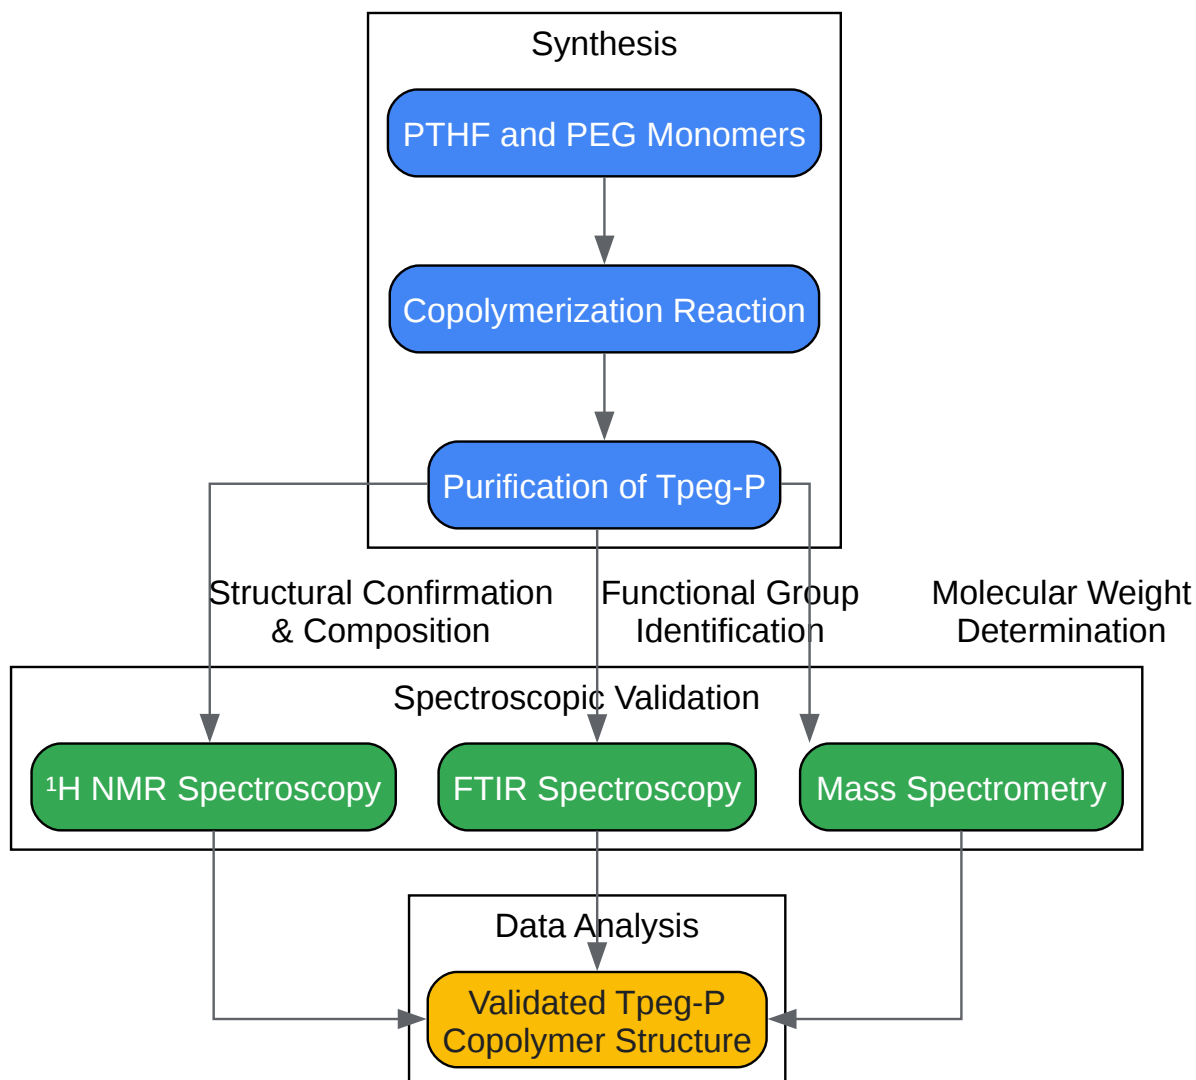 Synthesis
PTHF and PEG Monomers
Copolymerization Reaction
Purification of Tpeg-P
Structural Confirmation
& Composition
Functional Group
Identification
Molecular Weight
Determination
Spectroscopic Validation
¹H NMR Spectroscopy
FTIR Spectroscopy
Mass Spectrometry
Data Analysis
Validated Tpeg-P
Copolymer Structure